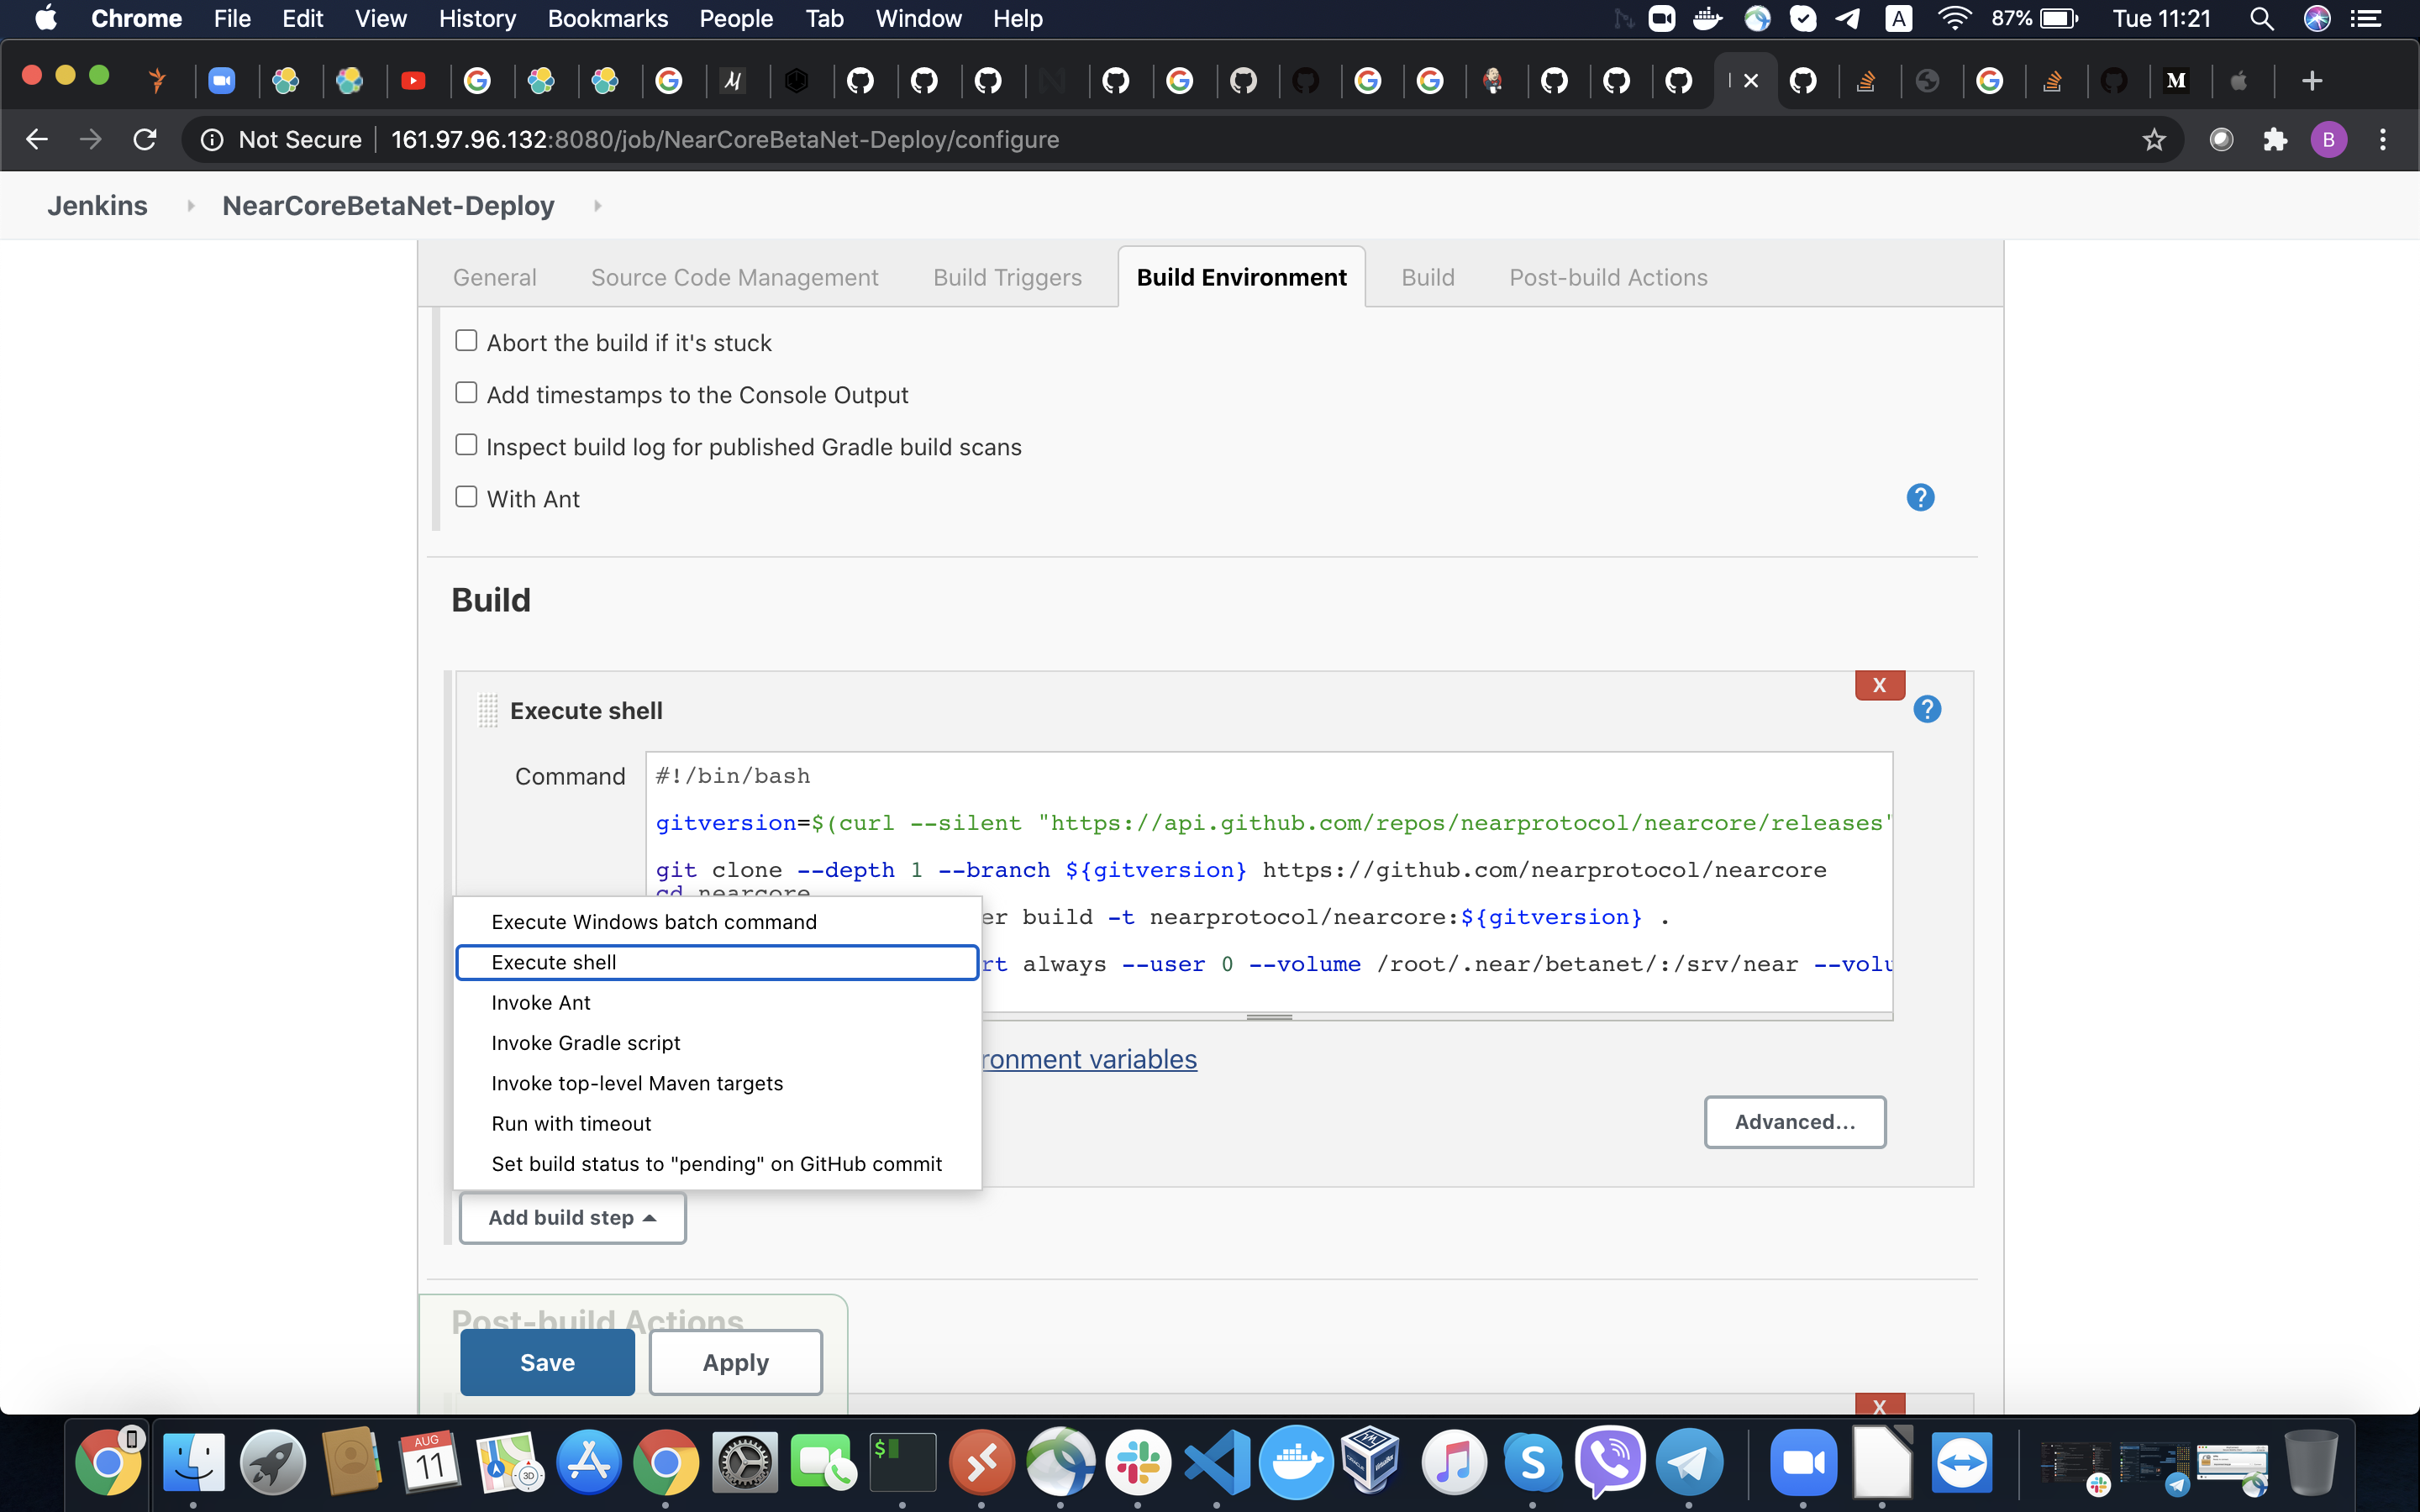 Chrome File Edit View History Bookmarks People Tab Window Help A 87% Tue 11:21
Not Secure 161.97.96.132:8080/job/NearCoreBetaNet-Deploy/configure B
Jenkins NearCoreBetaNet-Deploy
General Source Code Management Build Triggers Build Environment Build Post-build Actions
Abort the build if it's stuck
Add timestamps to the Console Output
Inspect build log for published Gradle build scans
With Ant
?
Build
X
Execute shell
?
Command
#!/bin/bash
gitversion=$(curl --silent "https://api.github.com/repos/nearprotocol/nearcore/releases"
git clone --depth 1 --branch ${gitversion} https://github.com/nearprotocol/nearcore
cd nearcore
er build -t nearprotocol/nearcore:${gitversion} .
rt always --user 0 --volume /root/.near/betanet/:/srv/near --volu
Execute Windows batch command
Execute shell
Invoke Ant
Invoke Gradle script
Invoke top-level Maven targets
Run with timeout
Set build status to "pending" on GitHub commit
ronment variables
Advanced...
Add build step
Post-build Actions
Save Apply
X
AUG
11
3D